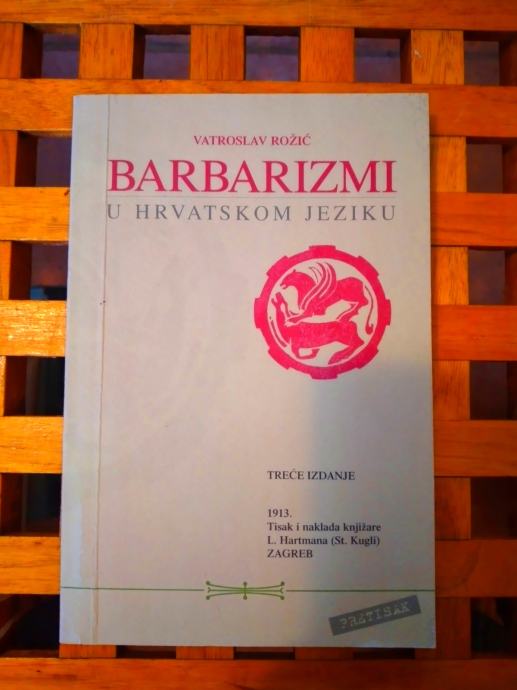 VATROSLAV ROŽIĆ
BARBARIZMI
U HRVATSKOM JEZIKU
TREĆE IZDANJE
1913.
Tisak i naklada knjižare
L. Hartmana (St. Kugli)
ZAGREB
PRETISAK